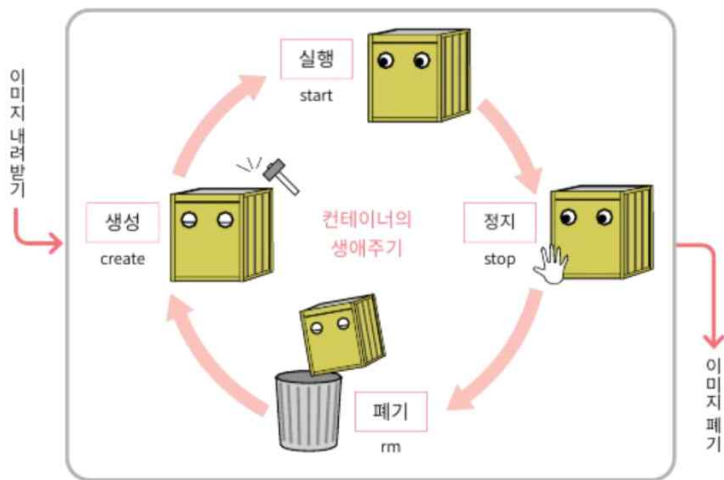 실행
start
이미지 내려받기
생성
create
컨테이너의
생애주기
정지
stop
폐기
rm
이미지 폐기